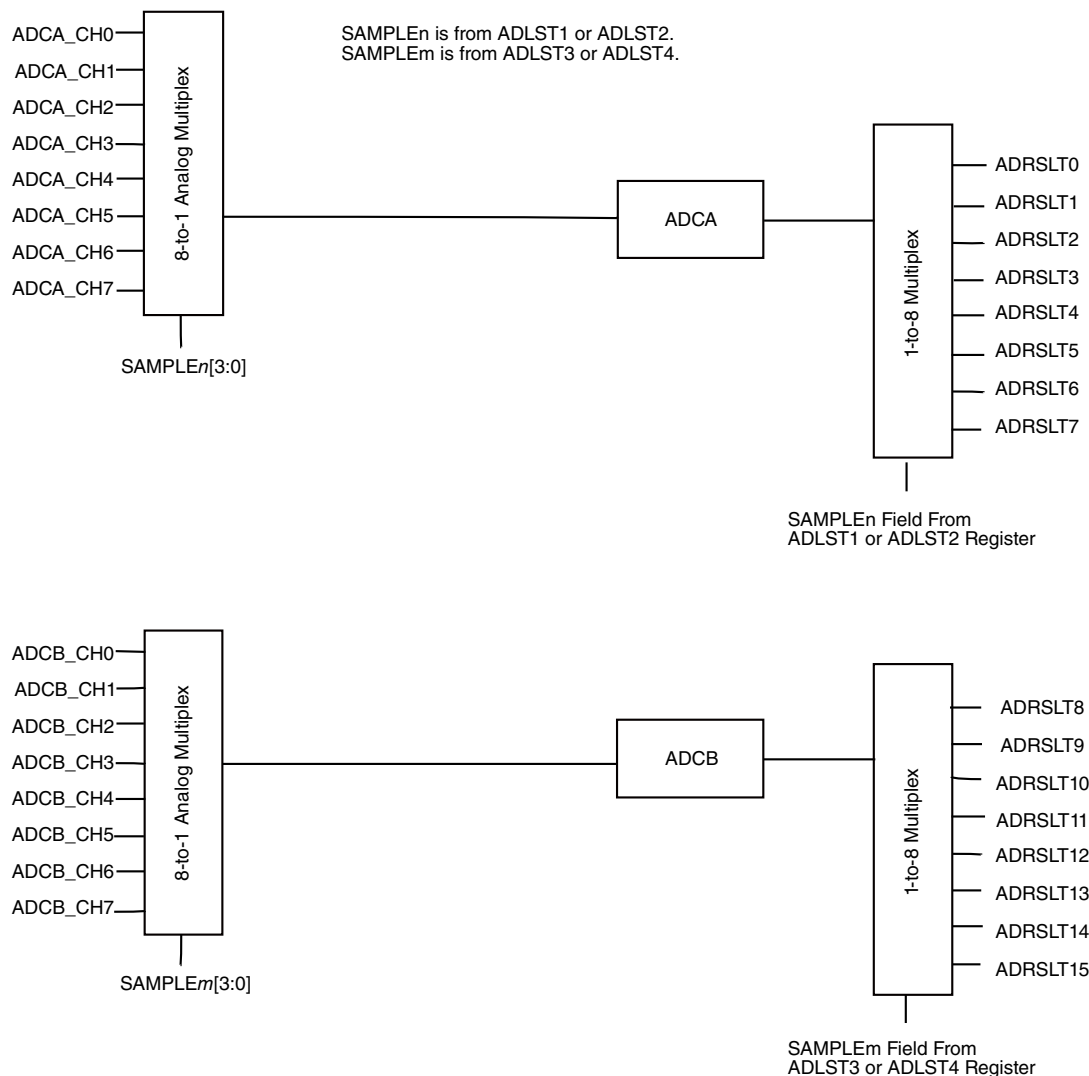 SAMPLEn is from ADLST1 or ADLST2.
SAMPLEm is from ADLST3 or ADLST4.
ADCA_CH0
ADCA_CH1
ADCA_CH2
ADCA_CH3
ADCA_CH4
ADCA_CH5
ADCA_CH6
ADCA_CH7
8-to-1 Analog Multiplex
SAMPLEn[3:0]
ADCA
1-to-8 Multiplex
ADRSLT0
ADRSLT1
ADRSLT2
ADRSLT3
ADRSLT4
ADRSLT5
ADRSLT6
ADRSLT7
SAMPLEn Field From
ADLST1 or ADLST2 Register
ADCB_CH0
ADCB_CH1
ADCB_CH2
ADCB_CH3
ADCB_CH4
ADCB_CH5
ADCB_CH6
ADCB_CH7
8-to-1 Analog Multiplex
SAMPLEm[3:0]
ADCB
1-to-8 Multiplex
ADRSLT8
ADRSLT9
ADRSLT10
ADRSLT11
ADRSLT12
ADRSLT13
ADRSLT14
ADRSLT15
SAMPLEm Field From
ADLST3 or ADLST4 Register